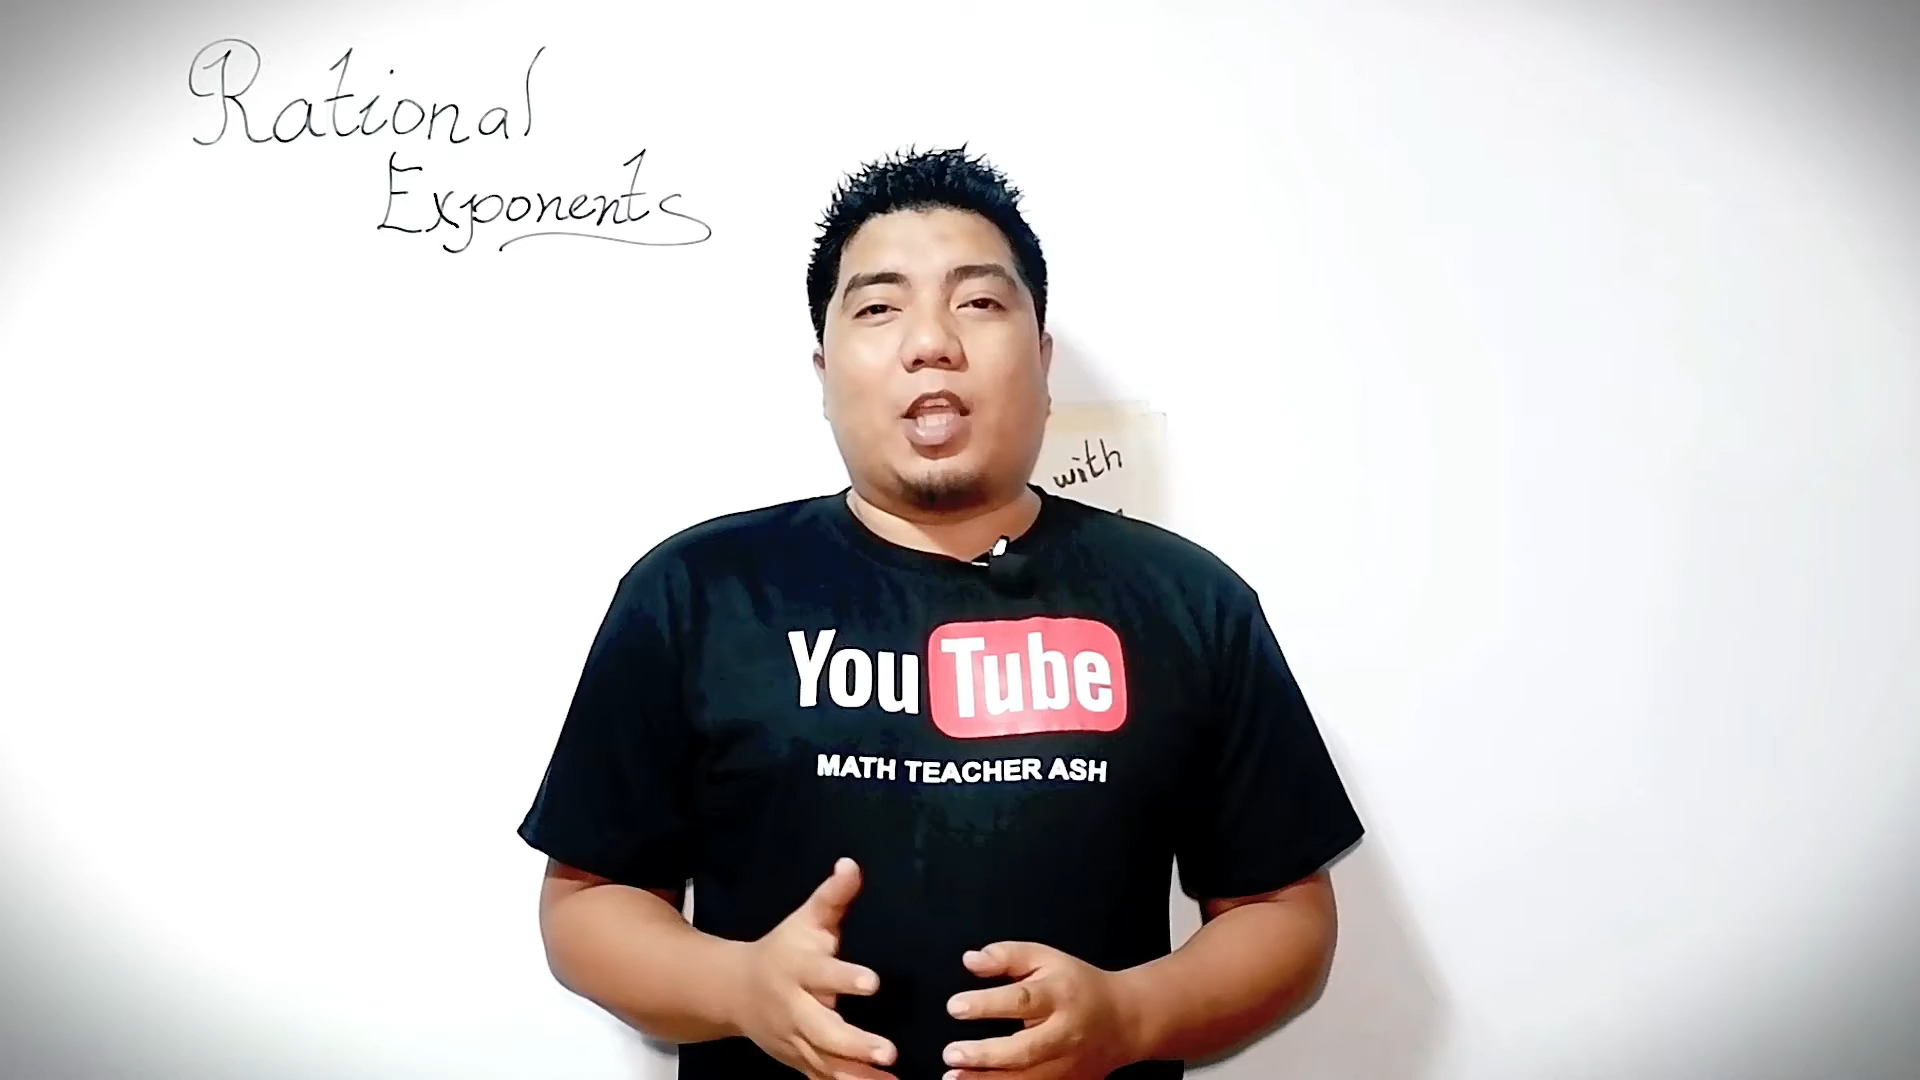 Rational
Exponents
with
YouTube
MATH TEACHER ASH